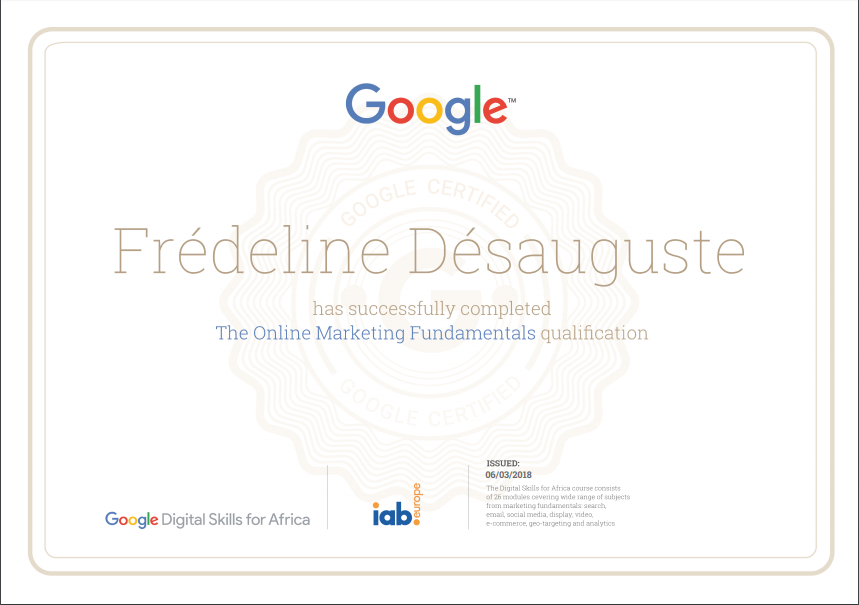 Google™
GOOGLE CERTIFIED
Frédeline Désauguste
has successfully completed
The Online Marketing Fundamentals qualification
GOOGLE CERTIFIED
Google Digital Skills for Africa
iab europe
ISSUED:
06/03/2018
The Digital Skills for Africa course consists
of 26 modules cevering wide range of subjects
from marketing fundamentals: search,
email, social media, display, video,
e-commerce, geo-targeting and analytics